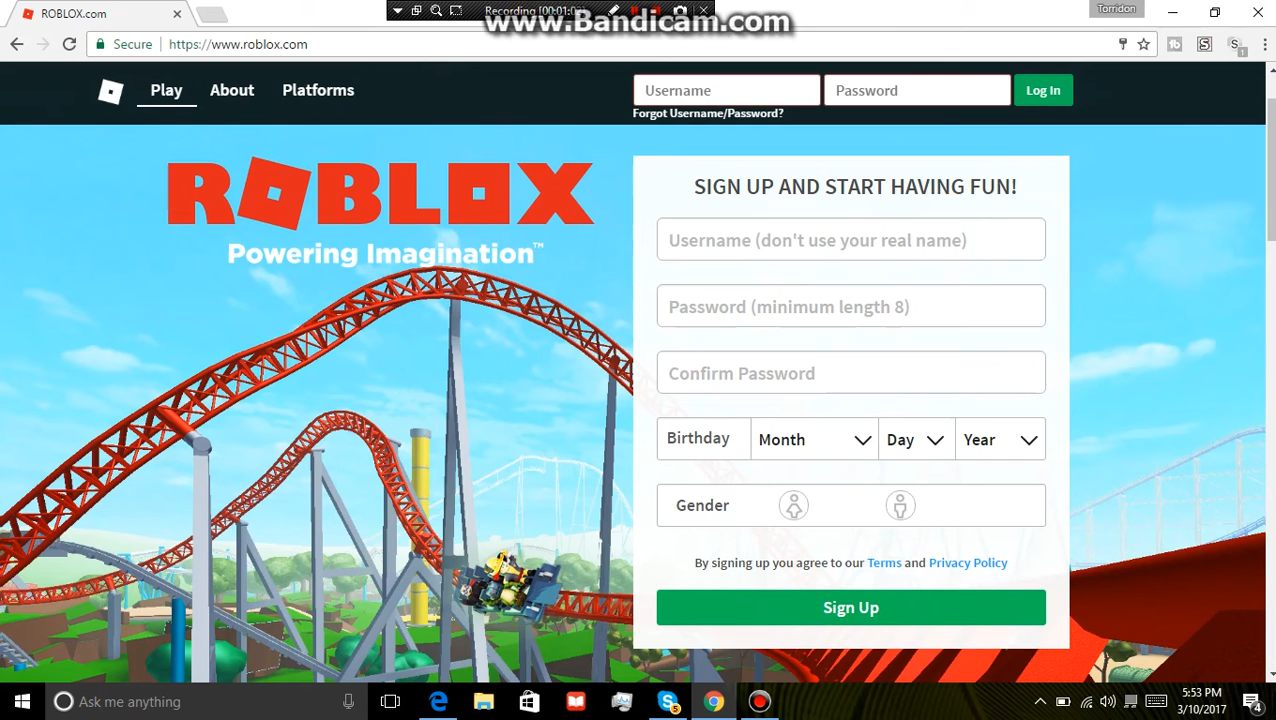 ROBLOX.com
Recording [00:01:0
www.Bandicam.com
Torridon
Secure
https://www.roblox.com
1
Play
About
Platforms
Username
Password
Log In
Forgot Username/Password?
ROBLOX
Powering Imagination™
SIGN UP AND START HAVING FUN!
Username (don't use your real name)
Password (minimum length 8)
Confirm Password
Birthday
Month
Day
Year
Gender
By signing up you agree to our Terms and Privacy Policy
Sign Up
Ask me anything
5
5:53 PM
3/10/2017
4